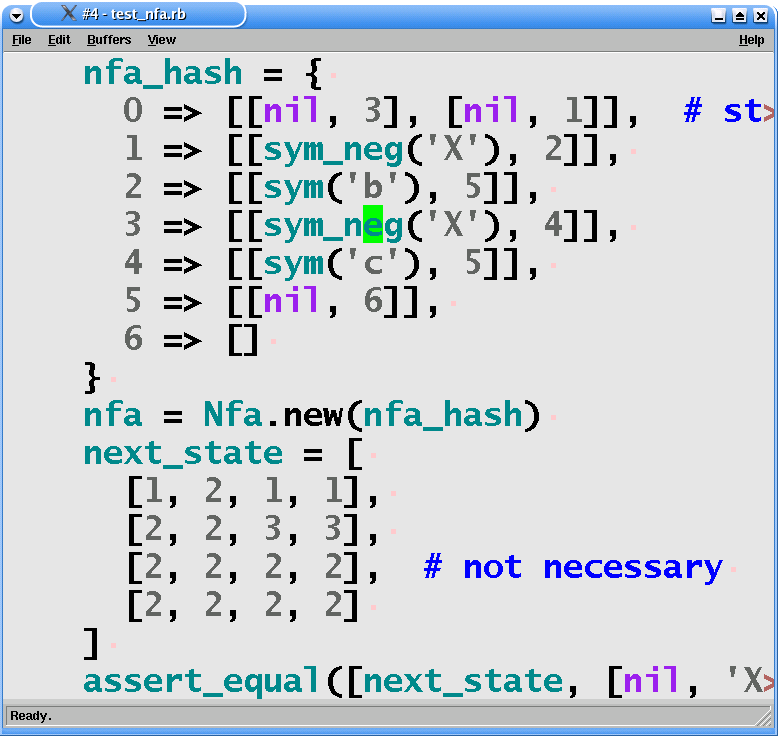 #4 - test_nfa.rb
File Edit Buffers View Help
nfa_hash = {
0 => [[nil, 3], [nil, 1]], # st>
1 => [[sym_neg('X'), 2]],
2 => [[sym('b'), 5]],
3 => [[sym_neg('X'), 4]],
4 => [[sym('c'), 5]],
5 => [[nil, 6]],
6 => []
}
nfa = Nfa.new(nfa_hash)
next_state = [
[1, 2, 1, 1],
[2, 2, 3, 3],
[2, 2, 2, 2], # not necessary
[2, 2, 2, 2]
]
assert_equal([next_state, [nil, 'X>
Ready.